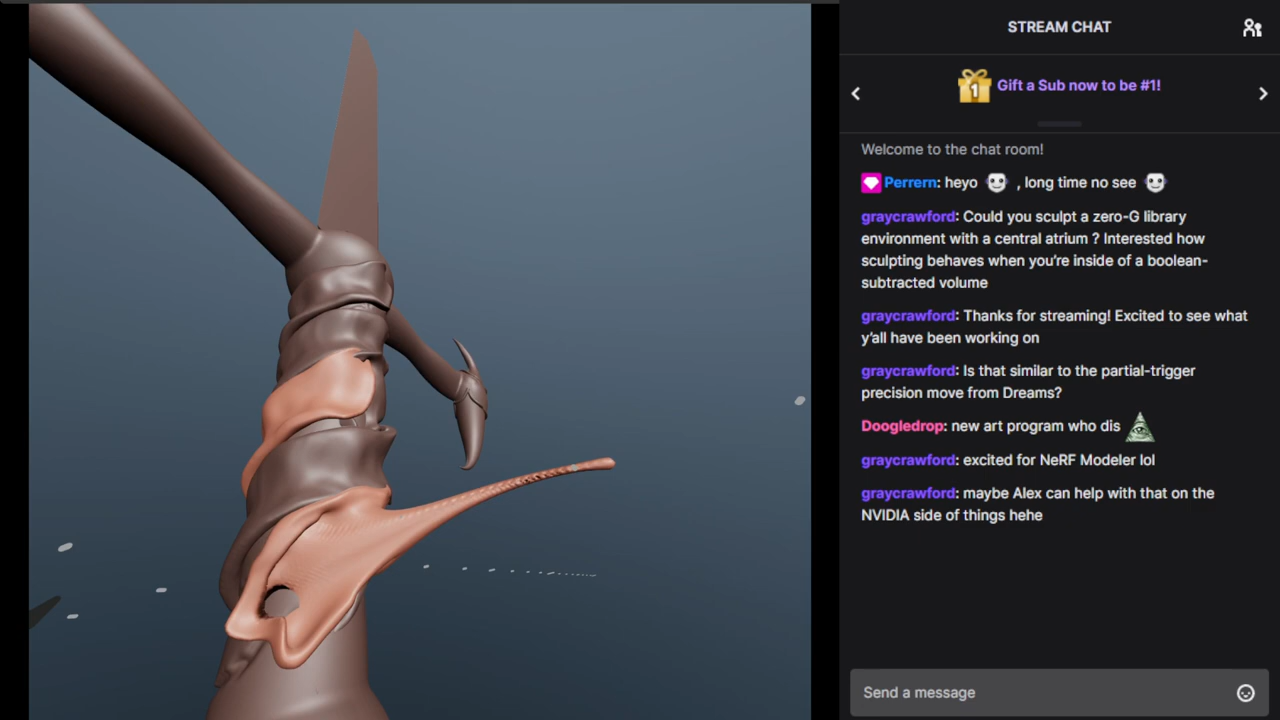 STREAM CHAT
1
Gift a Sub now to be #1!
Welcome to the chat room!
Perrern: heyo , long time no see
graycrawford: Could you sculpt a zero-G library
environment with a central atrium ? Interested how
sculpting behaves when you're inside of a boolean-
subtracted volume
graycrawford: Thanks for streaming! Excited to see what
y'all have been working on
graycrawford: Is that similar to the partial-trigger
precision move from Dreams?
Doogledrop: new art program who dis
graycrawford: excited for NeRF Modeler lol
graycrawford: maybe Alex can help with that on the
NVIDIA side of things hehe
Send a message